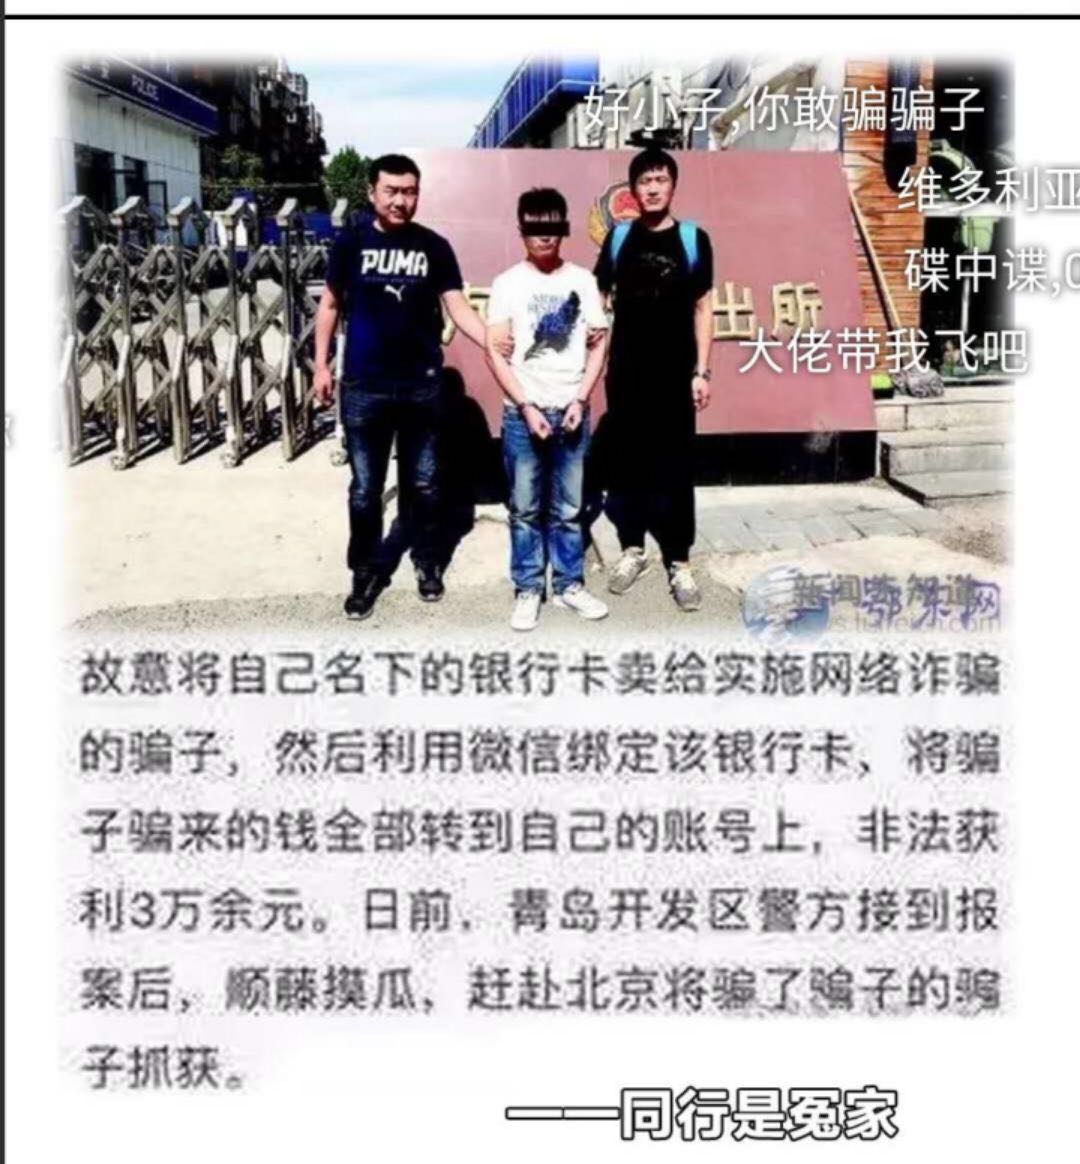 POLICE
好小子,你敢骗骗子
维多利亚
碟中谍,
PUMA
出所
大佬带我飞吧
新闻早知道
鄂东网
故意将自己名下的银行卡卖给实施网络诈骗
的骗子，然后利用微信绑定该银行卡、将骗
子骗来的钱全部转到自己的账号上，非法获
利3万余元。日前，青岛开发区警方接到报
案后，顺藤摸瓜，赶赴北京将骗了骗子的骗
子抓获。
——同行是冤家